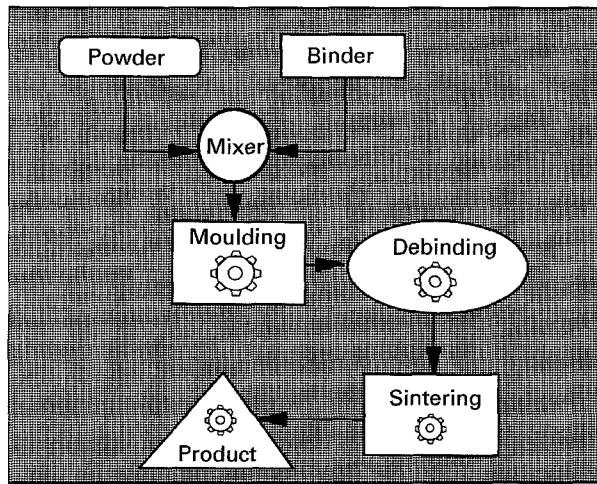 Powder
Binder
Mixer
Moulding
Debinding
Sintering
Product